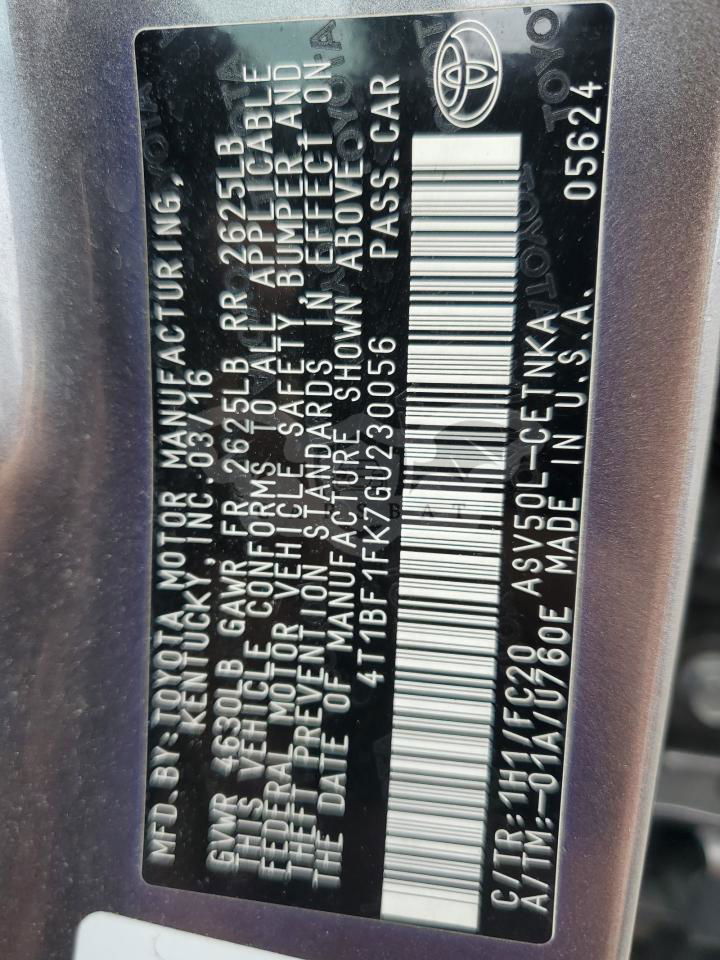 MFD.BY:TOYOTA MOTOR MANUFACTURING,
KENTUCKY,INC 03/16
GVWR 4630LB GAWR FR 2625LB RR 2625LB
THIS VEHICLE CONFORMS TO ALL APPLICABLE
FEDERAL MOTOR VEHICLE SAFETY BUMPER,AND
THEFT PREVENTION STANDARDS IN EFFECT ON
THE DATE OF MANUFACTURE SHOWN ABOVE.
4T1BF1FK7GU230056 PASS.CAR
C/TR:1H1/FC20 ASV50L-CETNKA 05624
A/TM:-01A/U760E MADE IN U.S.A.